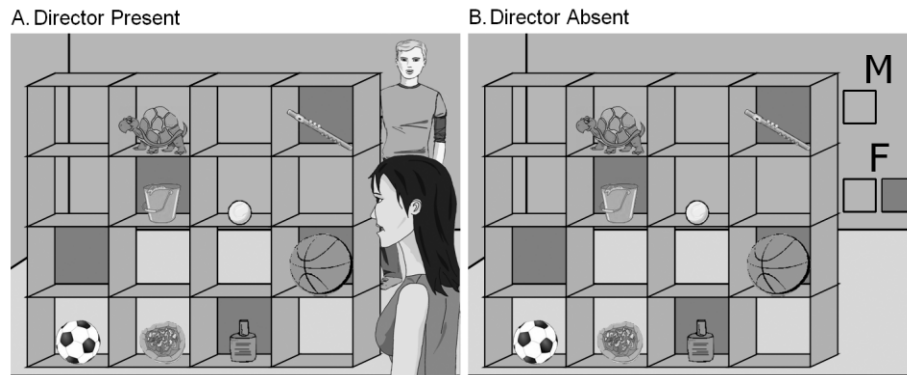 A. Director Present
B. Director Absent
M
F